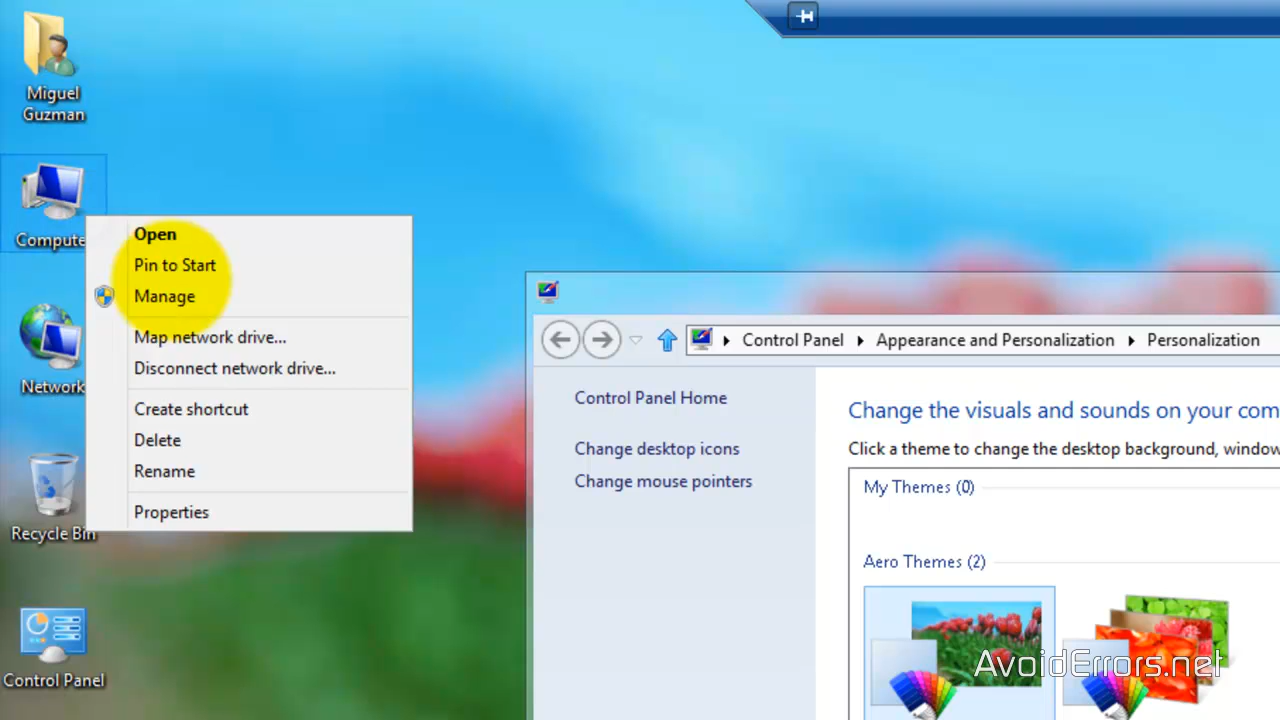 Miguel
Guzman
Compute
Network
Recycle Bin
Control Panel
Open
Pin to Start
Manage
Map network drive...
Disconnect network drive...
Create shortcut
Delete
Rename
Properties
Control Panel
Appearance and Personalization
Personalization
Control Panel Home
Change desktop icons
Change mouse pointers
Change the visuals and sounds on your com
Click a theme to change the desktop background, window
My Themes (0)
Aero Themes (2)
AvoidErrors.net